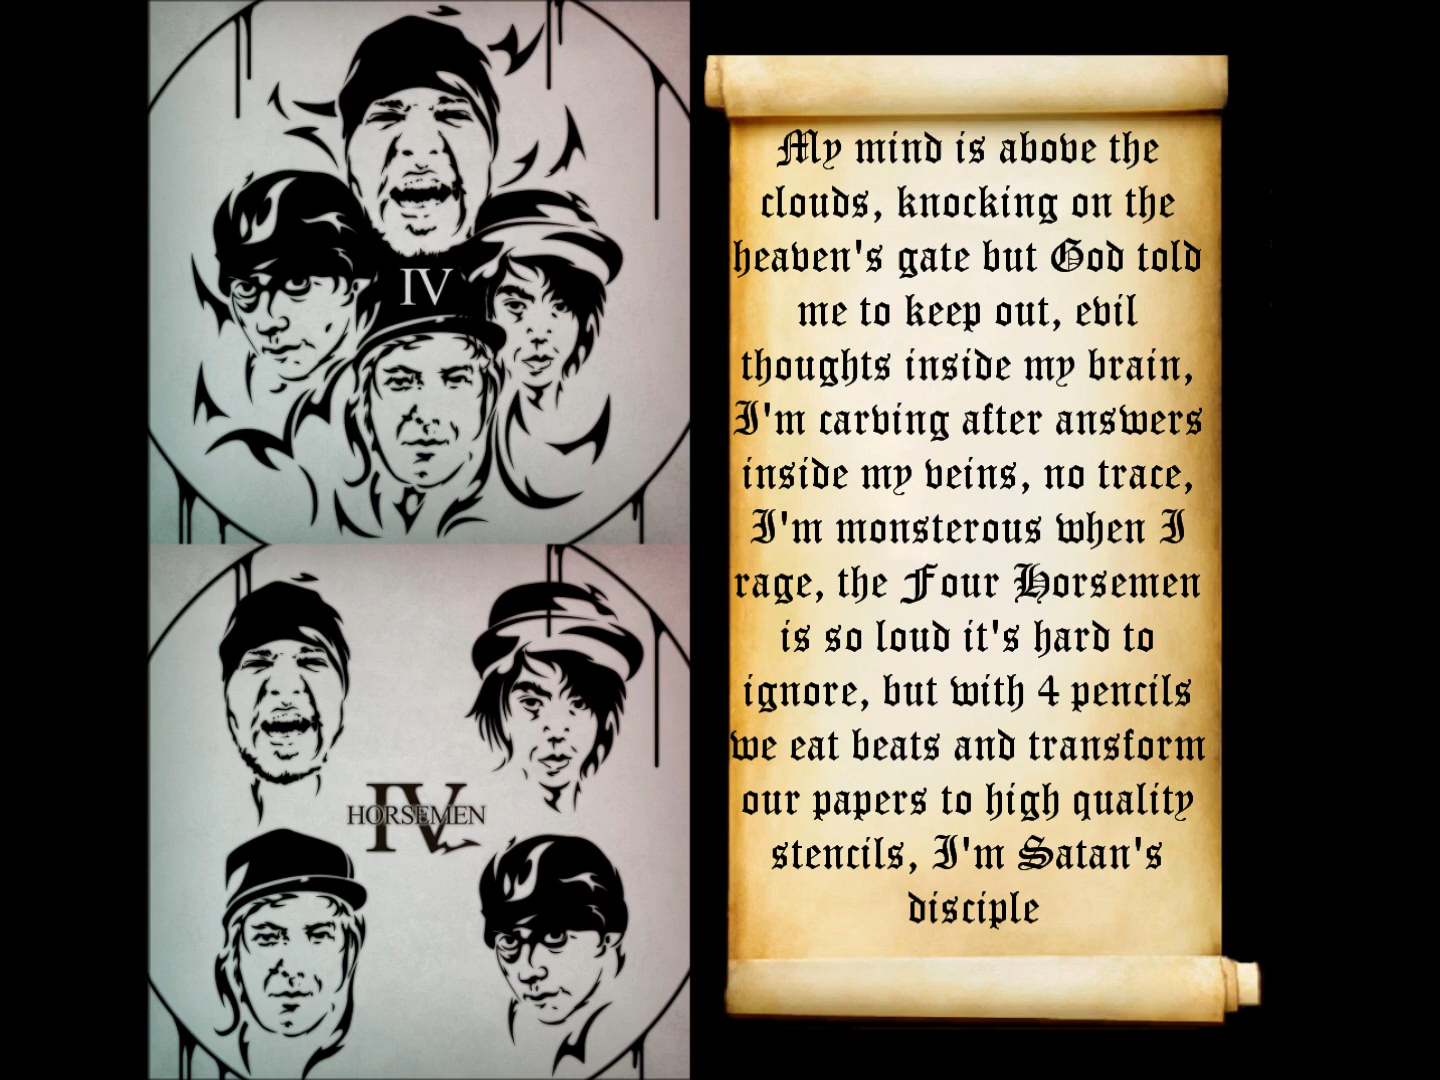 IV
IV
HORSEMEN
My mind is above the
clouds, knocking on the
heaven's gate but God told
me to keep out, evil
thoughts inside my brain,
I'm carving after answers
inside my veins, no trace,
I'm monsterous when I
rage, the Four Horsemen
is so loud it's hard to
ignore, but with 4 pencils
we eat beats and transform
our papers to high quality
stencils, I'm Satan's
disciple